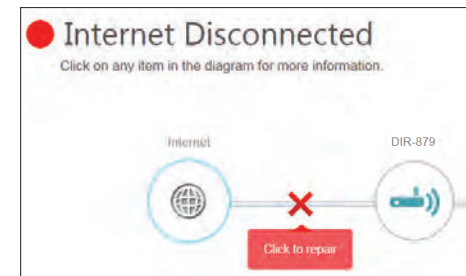 Internet Disconnected
Click on any item in the diagram for more information.
Internet
DIR-879
Click to repair